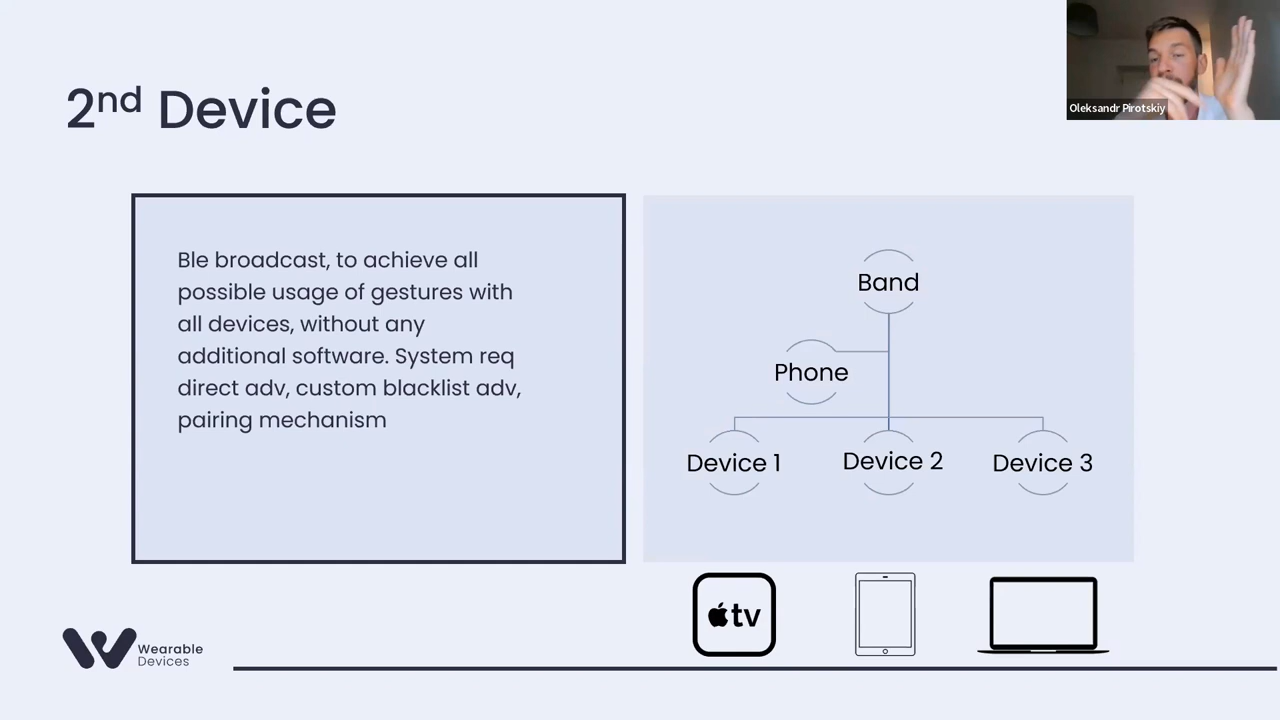 Oleksandr Pirotskiy
2nd Device
Ble broadcast, to achieve all
possible usage of gestures with
all devices, without any
additional software. System req
direct adv, custom blacklist adv,
pairing mechanism
Band
Phone
Device 1
Device 2
Device 3
tv
Wearable
Devices